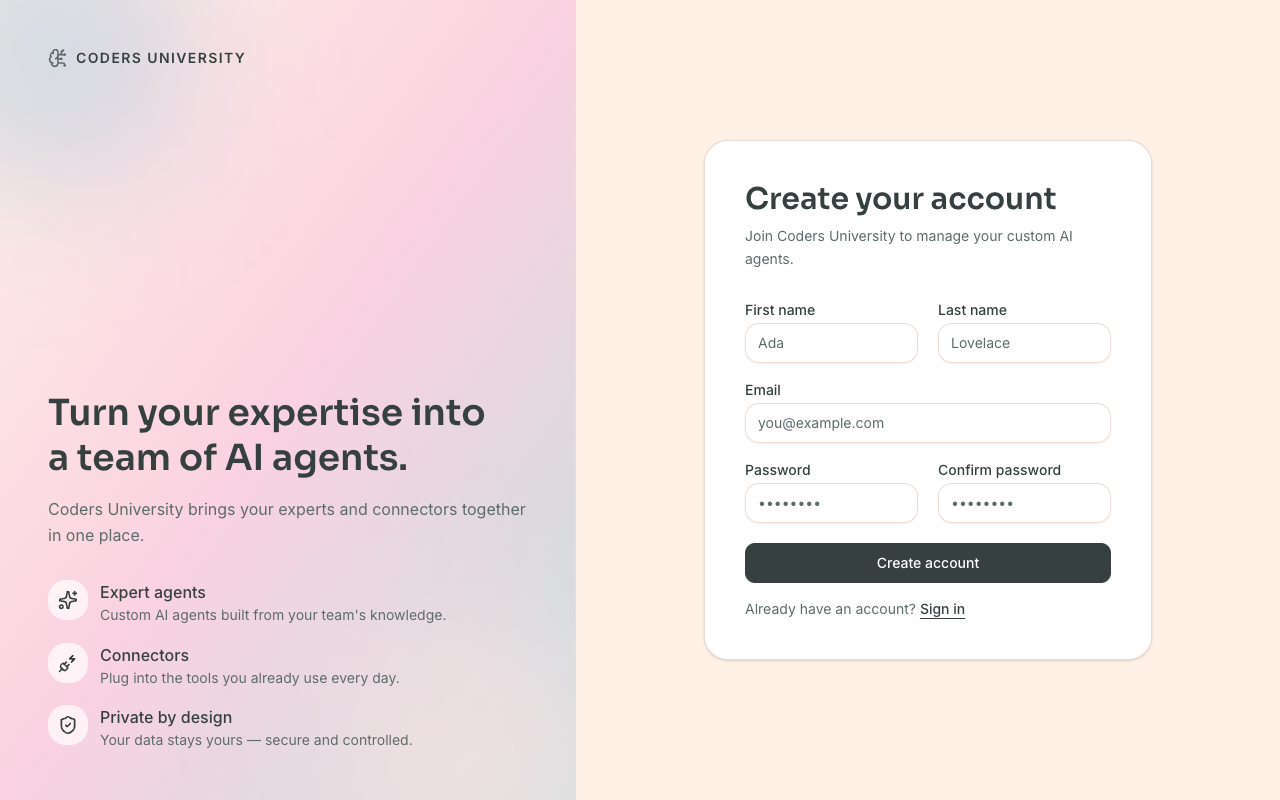 CODERS UNIVERSITY
Turn your expertise into
a team of AI agents.
Coders University brings your experts and connectors together
in one place.
Expert agents
Custom AI agents built from your team's knowledge.
Connectors
Plug into the tools you already use every day.
Private by design
Your data stays yours — secure and controlled.
Create your account
Join Coders University to manage your custom AI
agents.
First name
Last name
Ada
Lovelace
Email
you@example.com
Password
Confirm password
••••••••
••••••••
Create account
Already have an account? Sign in